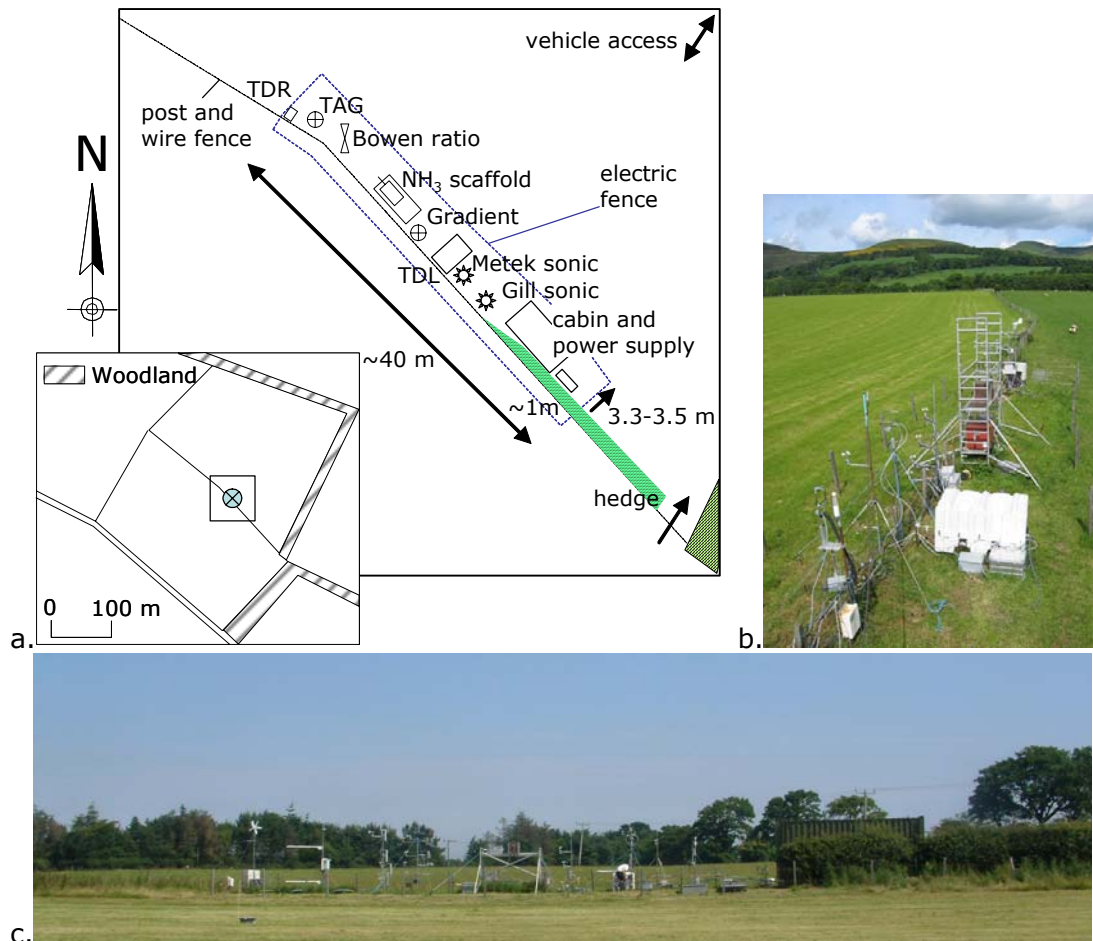 vehicle access
TDR
TAG
post and
wire fence
Bowen ratio
N
NH₃ scaffold
electric
fence
Gradient
Metek sonic
TDL
Gill sonic
cabin and
power supply
~40 m
Woodland
~1m
3.3-3.5 m
hedge
0 100 m
a.
b.
c.